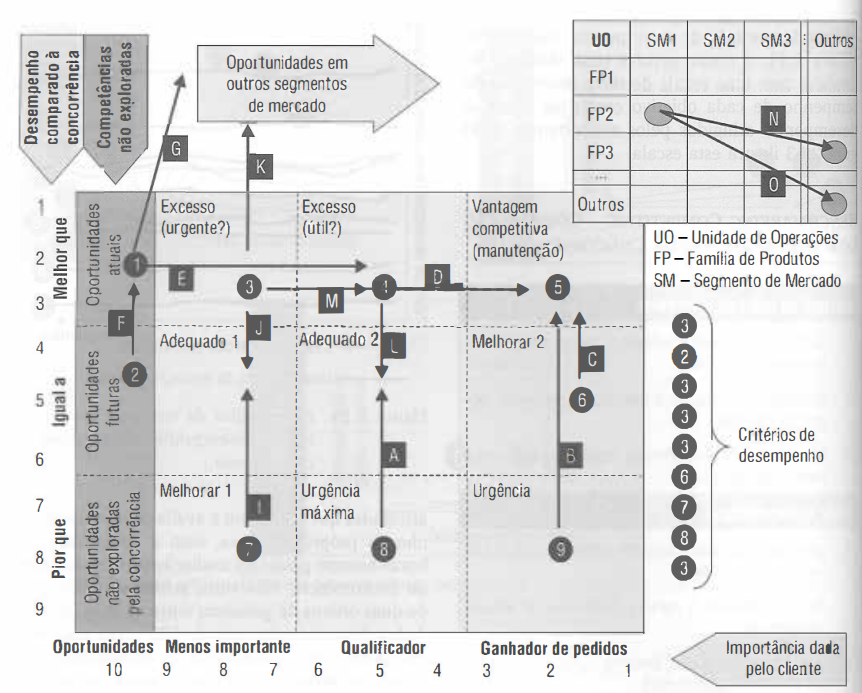 Desempenho
comparado à
concorrência
Competências
não exploradas
Oportunidades em
outros segmentos
de mercado
G
K
UO SM1 SM2 SM3 Outros
FP1
FP2
FP3
...
Outros
N
O
UO – Unidade de Operações
FP – Família de Produtos
SM – Segmento de Mercado
1
2
3
4
5
6
7
8
9
Melhor que
Igual a
Pior que
Oportunidades
atuais
Oportunidades
futuras
Oportunidades
não exploradas
pela concorrência
Excesso
(urgente?)
Excesso
(útil?)
Vantagem
competitiva
(manutenção)
1
E
3
M
4
D
5
F
J
L
C
2
Adequado 1
Adequado 2
Melhorar 2
6
A
B
Melhorar 1
Urgência
máxima
Urgência
I
7
8
9
3
2
3
3
3
6
7
8
3
Critérios de
desempenho
Oportunidades Menos importante Qualificador Ganhador de pedidos
10 9 8 7 6 5 4 3 2 1
Importância dada
pelo cliente